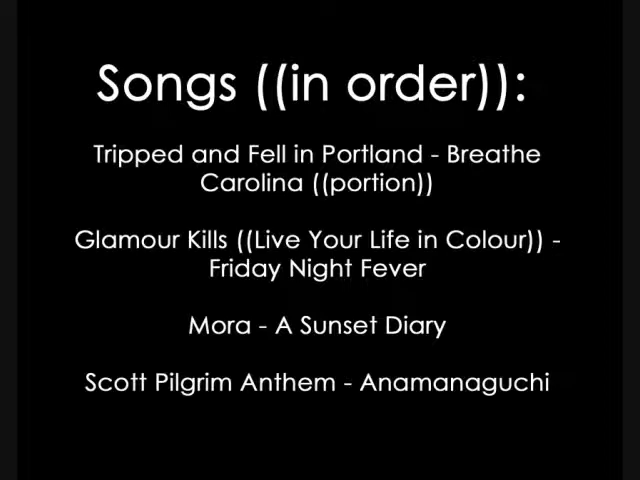 Songs ((in order)):
Tripped and Fell in Portland - Breathe
Carolina ((portion))
Glamour Kills ((Live Your Life in Colour)) -
Friday Night Fever
Mora - A Sunset Diary
Scott Pilgrim Anthem - Anamanaguchi